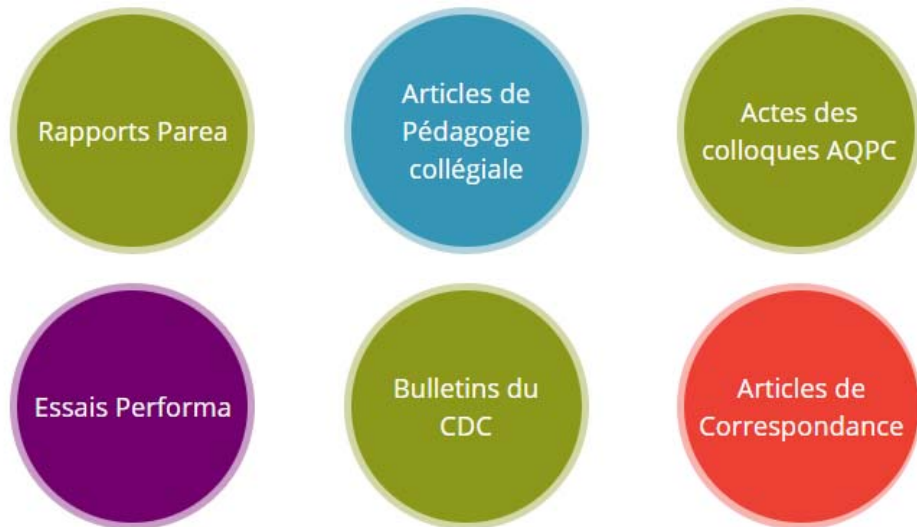 Rapports Parea
Articles de
Pédagogie
collégiale
Actes des
colloques AQPC
Essais Performa
Bulletins du
CDC
Articles de
Correspondance